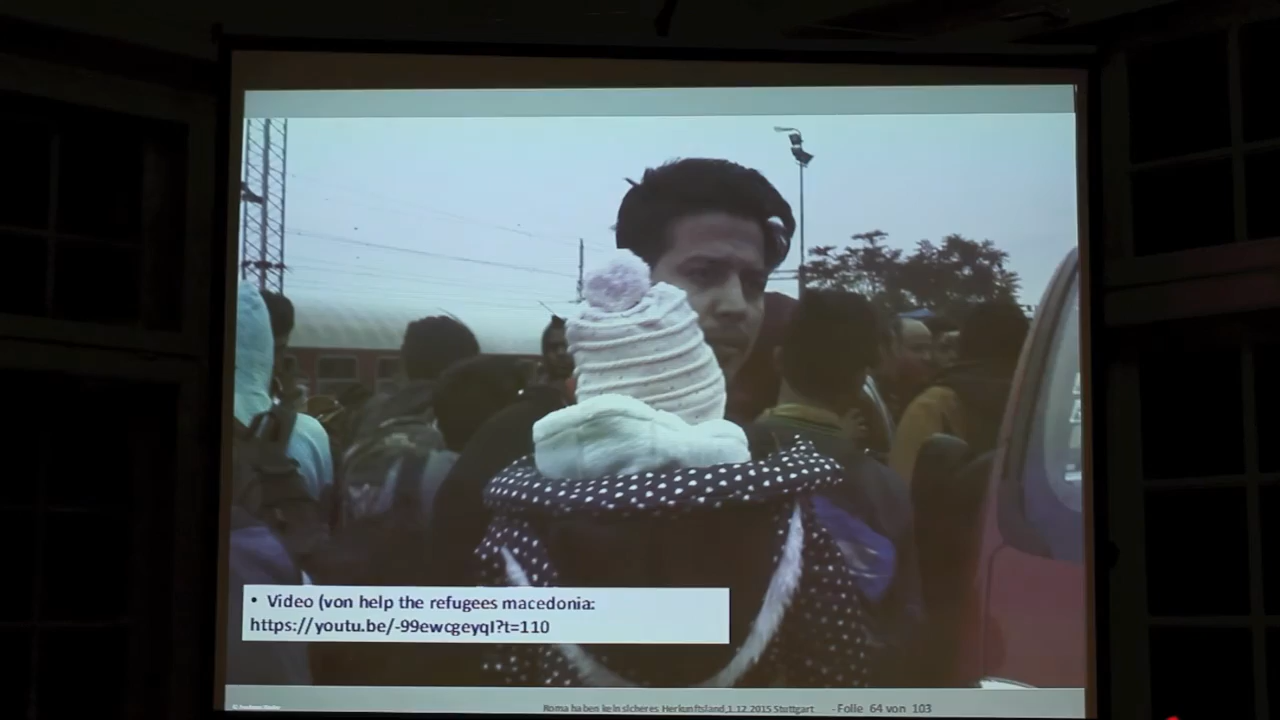 • Video (von help the refugees macedonia:
https://youtu.be/-99ewcgeyqI?t=110
Roma haben kein sicheres Herkunftsland,1.12.2015 Stuttgart - Folie 64 von 103